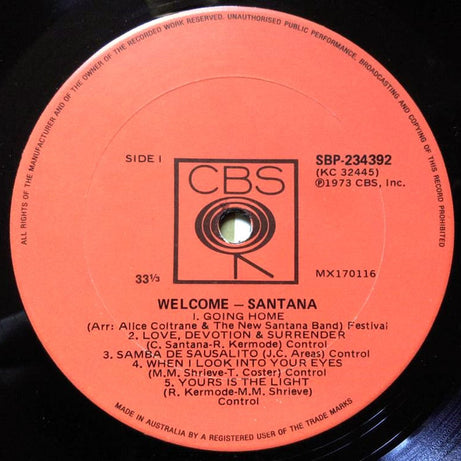 ALL RIGHTS OF THE MANUFACTURER AND OF THE OWNER OF THE RECORDED WORK RESERVED. UNAUTHORISED PUBLIC PERFORMANCE, BROADCASTING AND COPYING OF THIS RECORD PROHIBITED
SIDE I
SBP-234392
(KC 32445)
Ⓟ1973 CBS, Inc.
CBS
33⅓
MX170116
WELCOME – SANTANA
I. GOING HOME
(Arr: Alice Coltrane & The New Santana Band) Festival
2. LOVE, DEVOTION & SURRENDER
(C. Santana-R. Kermode) Control
3. SAMBA DE SAUSALITO (J.C. Areas) Control
4. WHEN I LOOK INTO YOUR EYES
(M.M. Shrieve-T. Coster) Control
5. YOURS IS THE LIGHT
(R. Kermode-M.M. Shrieve)
Control
MADE IN AUSTRALIA BY A REGISTERED USER OF THE TRADE MARKS